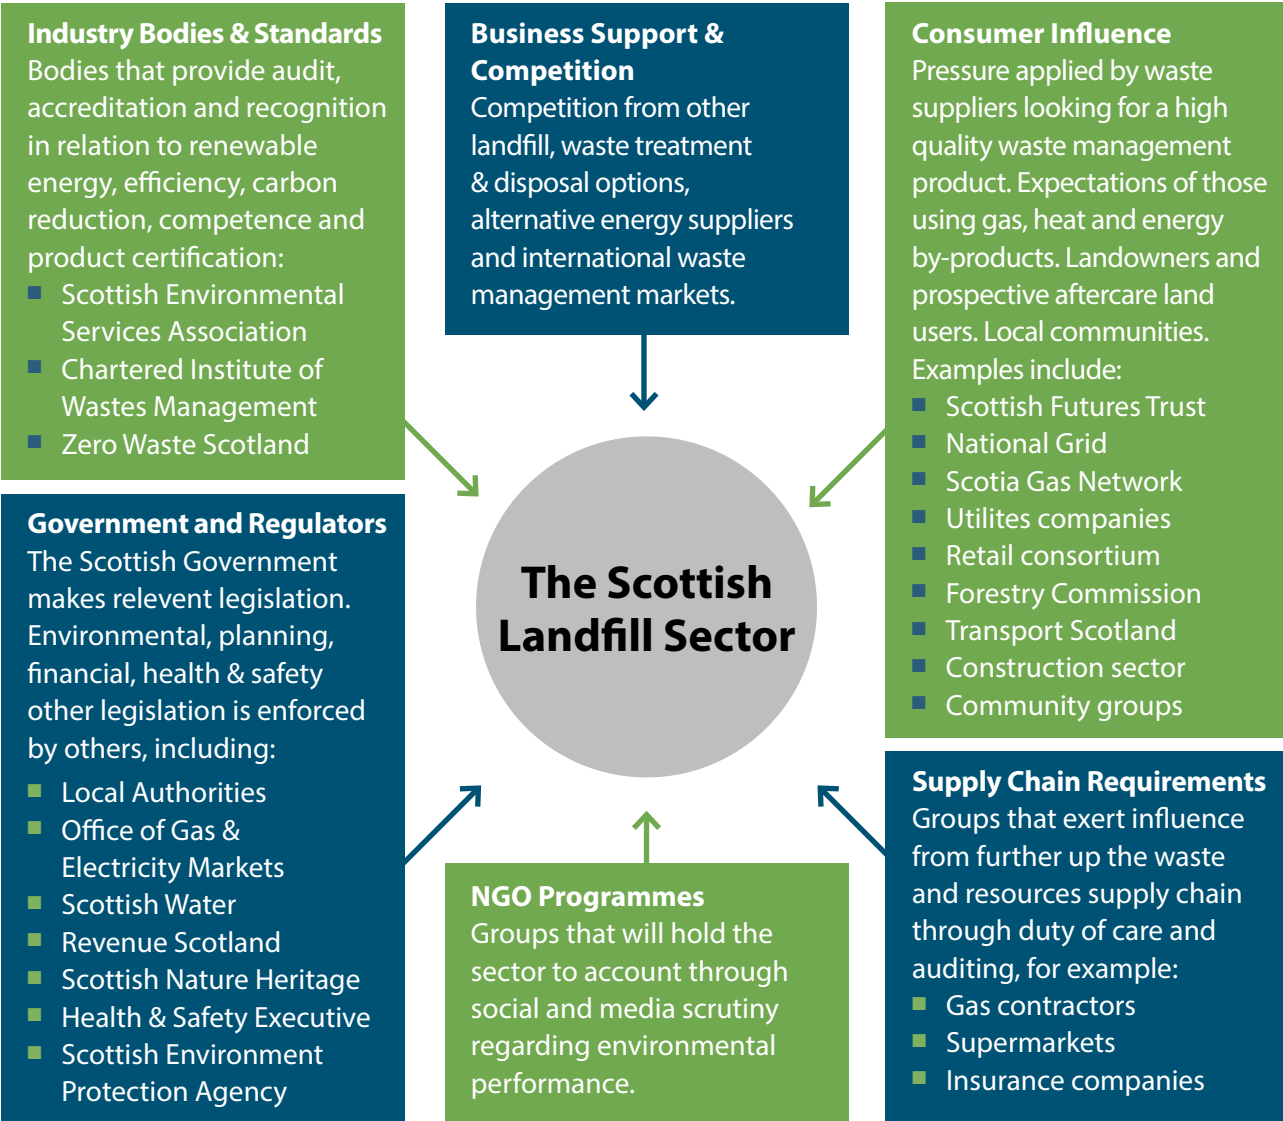 Industry Bodies & Standards
Bodies that provide audit,
accreditation and recognition
in relation to renewable
energy, efficiency, carbon
reduction, competence and
product certification:
Scottish Environmental
Services Association
Chartered Institute of
Wastes Management
Zero Waste Scotland
Business Support &
Competition
Competition from other
landfill, waste treatment
& disposal options,
alternative energy suppliers
and international waste
management markets.
Consumer Influence
Pressure applied by waste
suppliers looking for a high
quality waste management
product. Expectations of those
using gas, heat and energy
by-products. Landowners and
prospective aftercare land
users. Local communities.
Examples include:
Scottish Futures Trust
National Grid
Scotia Gas Network
Utilites companies
Retail consortium
Forestry Commission
Transport Scotland
Construction sector
Community groups
The Scottish
Landfill Sector
Government and Regulators
The Scottish Government
makes relevent legislation.
Environmental, planning,
financial, health & safety
other legislation is enforced
by others, including:
Local Authorities
Office of Gas &
Electricity Markets
Scottish Water
Revenue Scotland
Scottish Nature Heritage
Health & Safety Executive
Scottish Environment
Protection Agency
NGO Programmes
Groups that will hold the
sector to account through
social and media scrutiny
regarding environmental
performance.
Supply Chain Requirements
Groups that exert influence
from further up the waste
and resources supply chain
through duty of care and
auditing, for example:
Gas contractors
Supermarkets
Insurance companies